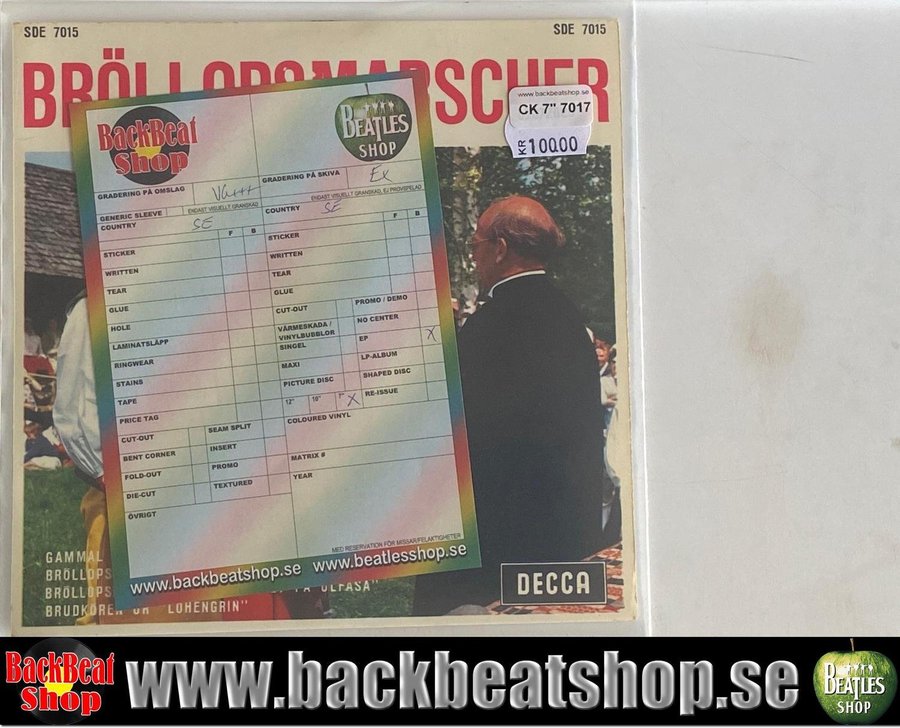 SDE 7015
SDE 7015
BRÖLLOPSMARSCHER
www.backbeatshop.se
CK 7" 7017
KR 100.00
BackBeat
Shop
BEATLES
SHOP
GRADERING PÅ OMSLAG
VG+++
ENDAST VISUELLT GRANSKAD
GENERIC SLEEVE
COUNTRY
SE
F B
STICKER
WRITTEN
TEAR
GLUE
HOLE
LAMINATSLÄPP
RINGWEAR
STAINS
TAPE
PRICE TAG
CUT-OUT
SEAM SPLIT
BENT CORNER
INSERT
FOLD-OUT
PROMO
DIE-CUT
TEXTURED
ÖVRIGT
GRADERING PÅ SKIVA
Ex
ENDAST VISUELLT GRANSKAD, EJ PROVSPELAD
COUNTRY
SE
F B
STICKER
WRITTEN
TEAR
GLUE
CUT-OUT
PROMO / DEMO
VÄRMESKADA /
VINYLBUBBLOR
NO CENTER
SINGEL
EP X
MAXI
LP-ALBUM
PICTURE DISC
SHAPED DISC
12" 10" 7" X
RE-ISSUE
COLOURED VINYL
MATRIX #
YEAR
MED RESERVATION FÖR MISSAR/FELAKTIGHETER
www.backbeatshop.se www.beatlesshop.se
GAMMAL
BRÖLLOPS
BRÖLLOPS ULFÅSA"
BRUDKÖREN UR "LOHENGRIN"
DECCA
BackBeat
Shop
www.backbeatshop.se
BEATLES
SHOP